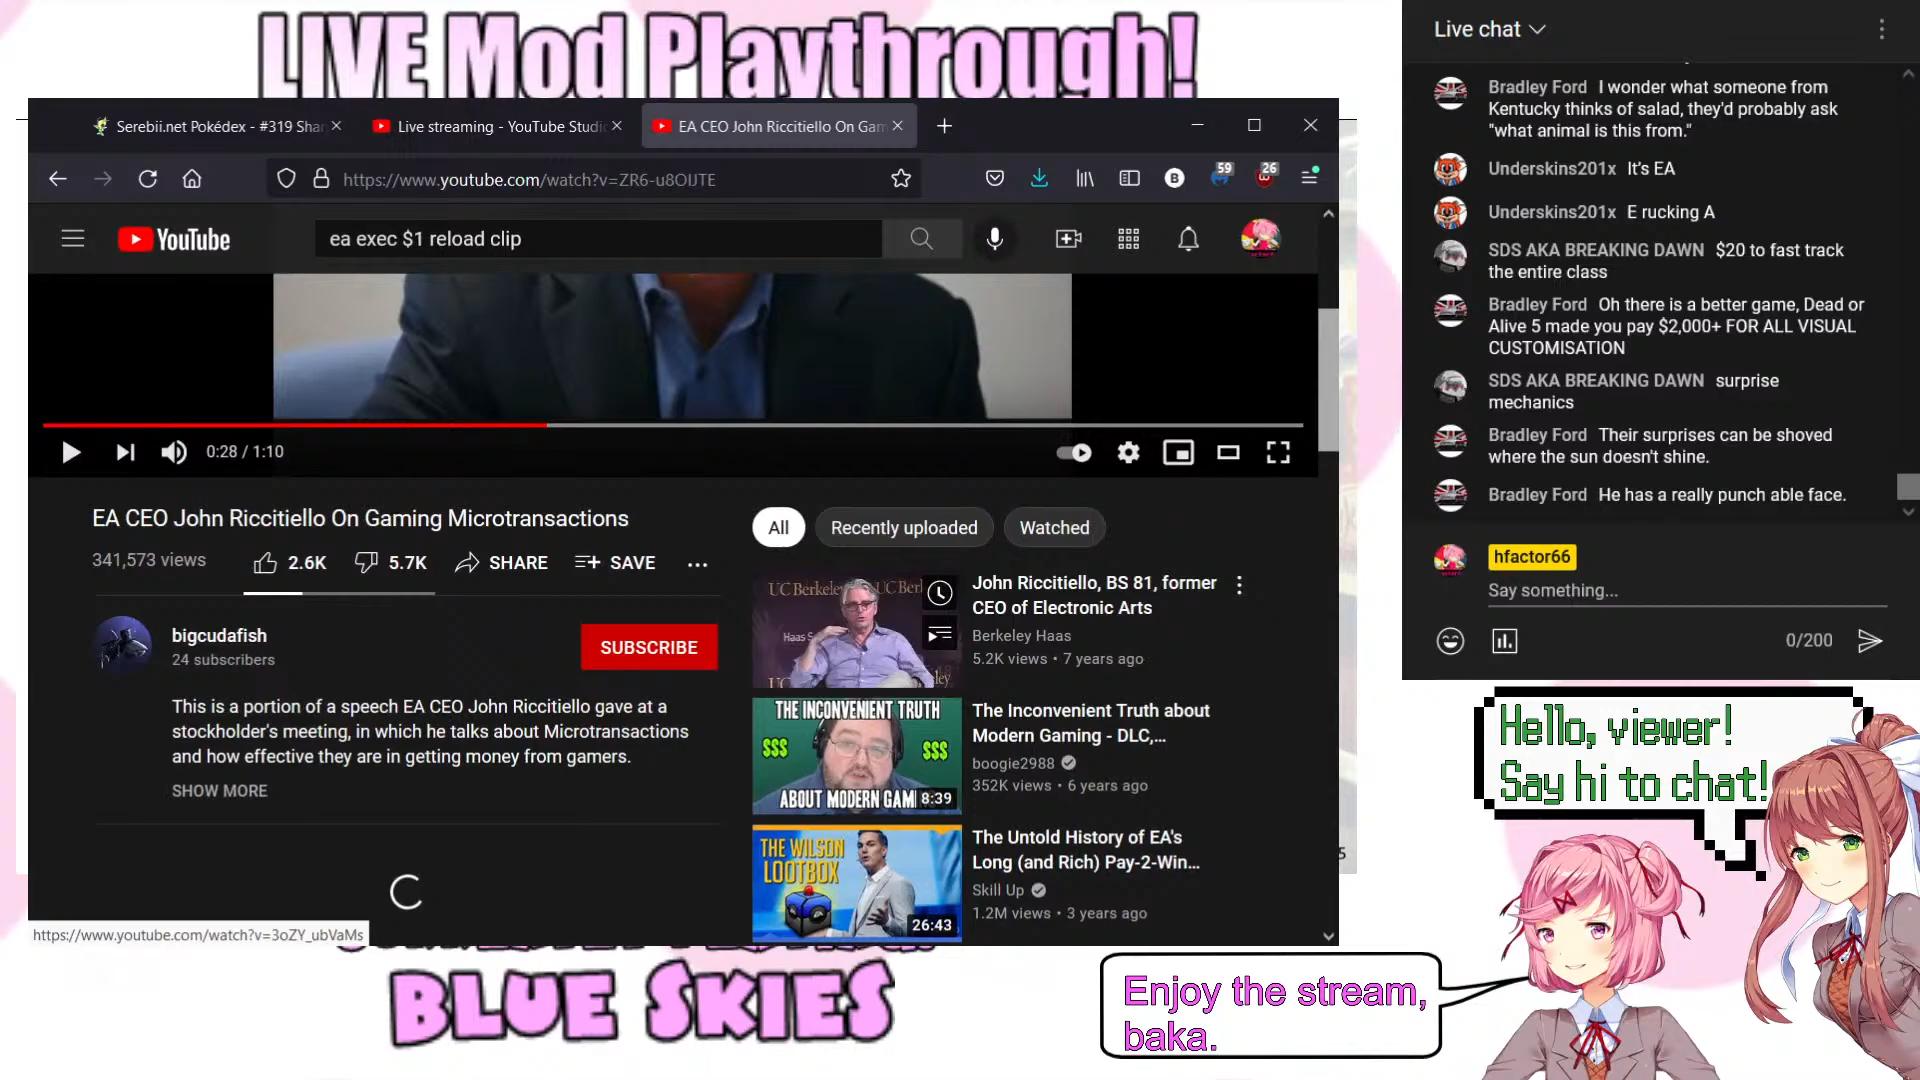 LIVE Mod Playthrough!
Serebii.net Pokédex - #319 Shar
Live streaming - YouTube Studio
EA CEO John Riccitiello On Gam
https://www.youtube.com/watch?v=ZR6-u8OIJTE
59
26
YouTube
ea exec $1 reload clip
0:28 / 1:10
EA CEO John Riccitiello On Gaming Microtransactions
341,573 views
2.6K
5.7K
SHARE
SAVE
bigcudafish
24 subscribers
SUBSCRIBE
This is a portion of a speech EA CEO John Riccitiello gave at a
stockholder's meeting, in which he talks about Microtransactions
and how effective they are in getting money from gamers.
SHOW MORE
https://www.youtube.com/watch?v=3oZY_ubVaMs
All
Recently uploaded
Watched
UC Berkeley
Haas
John Riccitiello, BS 81, former
CEO of Electronic Arts
Berkeley Haas
5.2K views • 7 years ago
THE INCONVENIENT TRUTH
$$$
$$$
ABOUT MODERN GAMI
8:39
The Inconvenient Truth about
Modern Gaming - DLC,...
boogie2988
352K views • 6 years ago
THE WILSON
LOOTBOX
26:43
The Untold History of EA's
Long (and Rich) Pay-2-Win...
Skill Up
1.2M views • 3 years ago
BLUE SKIES
Live chat
Bradley Ford I wonder what someone from
Kentucky thinks of salad, they'd probably ask
"what animal is this from."
Underskins201x It's EA
Underskins201x E rucking A
SDS AKA BREAKING DAWN $20 to fast track
the entire class
Bradley Ford Oh there is a better game, Dead or
Alive 5 made you pay $2,000+ FOR ALL VISUAL
CUSTOMISATION
SDS AKA BREAKING DAWN surprise
mechanics
Bradley Ford Their surprises can be shoved
where the sun doesn't shine.
Bradley Ford He has a really punch able face.
hfactor66
Say something...
0/200
Hello, viewer!
Say hi to chat!
Enjoy the stream,
baka.